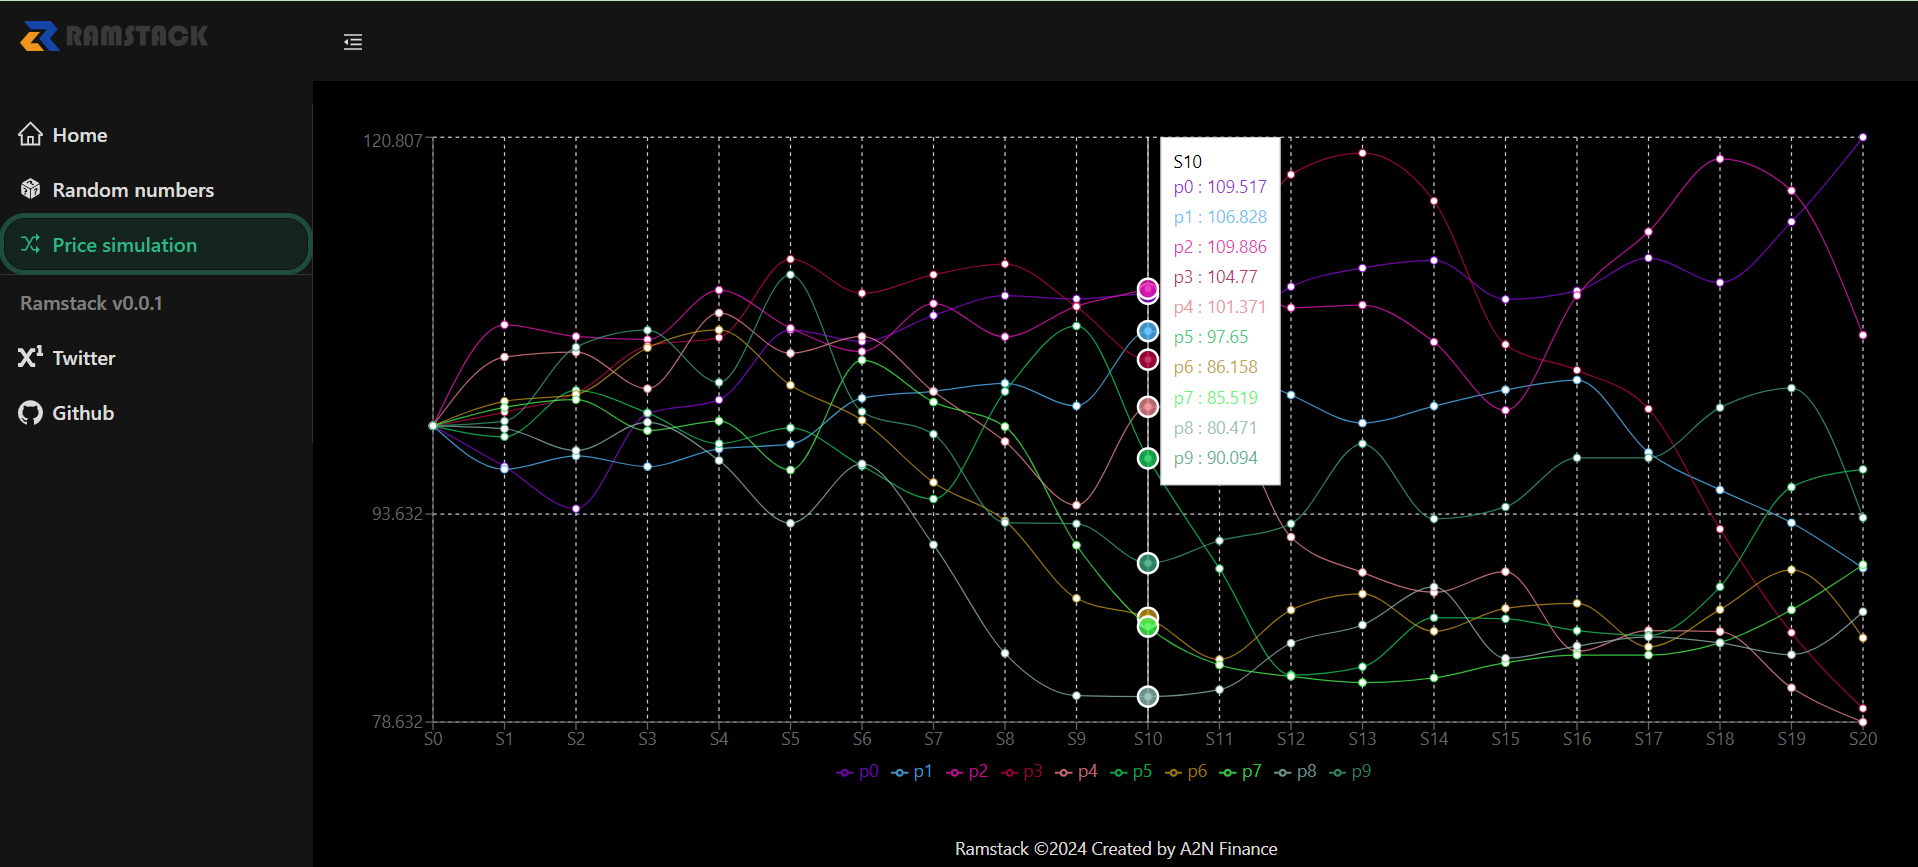 RAMSTACK
Home
Random numbers
Price simulation
Ramstack v0.0.1
Twitter
Github
120.807
93.632
78.632
S10
p0 : 109.517
p1 : 106.828
p2 : 109.886
p3 : 104.77
p4 : 101.371
p5 : 97.65
p6 : 86.158
p7 : 85.519
p8 : 80.471
p9 : 90.094
S0 S1 S2 S3 S4 S5 S6 S7 S8 S9 S10 S11 S12 S13 S14 S15 S16 S17 S18 S19 S20
p0 p1 p2 p3 p4 p5 p6 p7 p8 p9
Ramstack ©2024 Created by A2N Finance